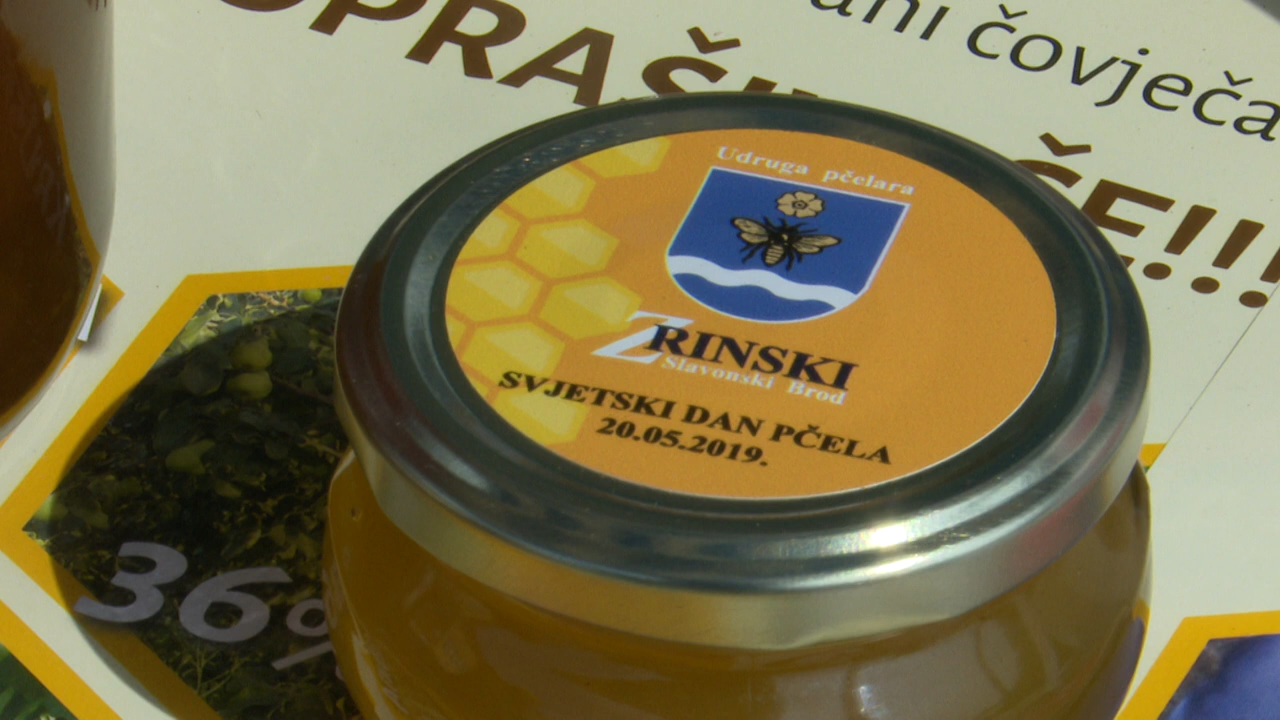 čovječa
Udruga pčelara
ZRINSKI
Slavonski Brod
SVJETSKI DAN PČELA
20.05.2019.
36%